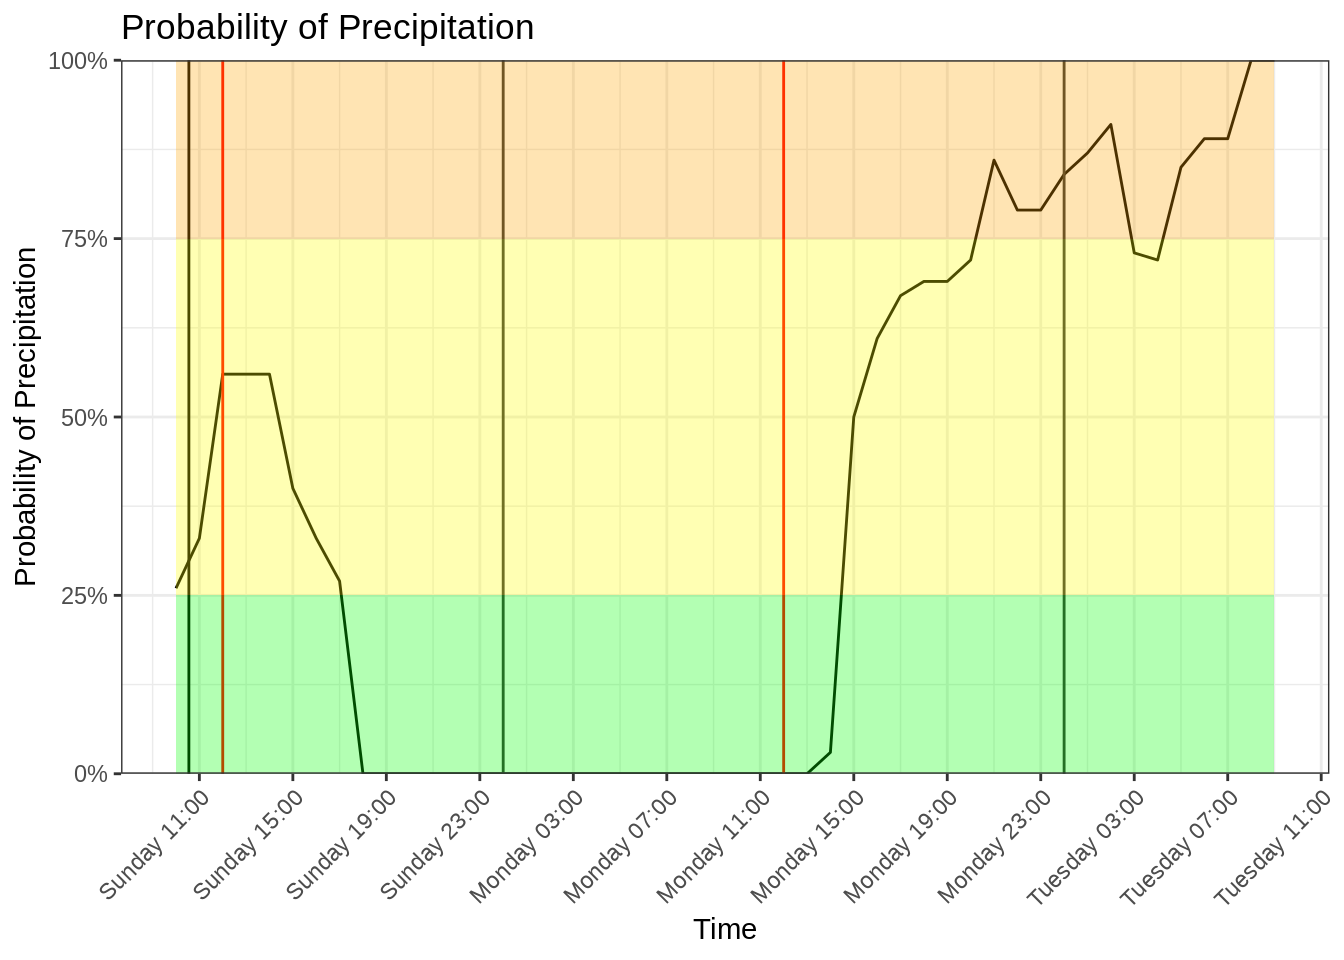 Probability of Precipitation
Probability of Precipitation
100%
75%
50%
25%
0%
Sunday 11:00
Sunday 15:00
Sunday 19:00
Sunday 23:00
Monday 03:00
Monday 07:00
Monday 11:00
Monday 15:00
Monday 19:00
Monday 23:00
Tuesday 03:00
Tuesday 07:00
Tuesday 11:00
Time